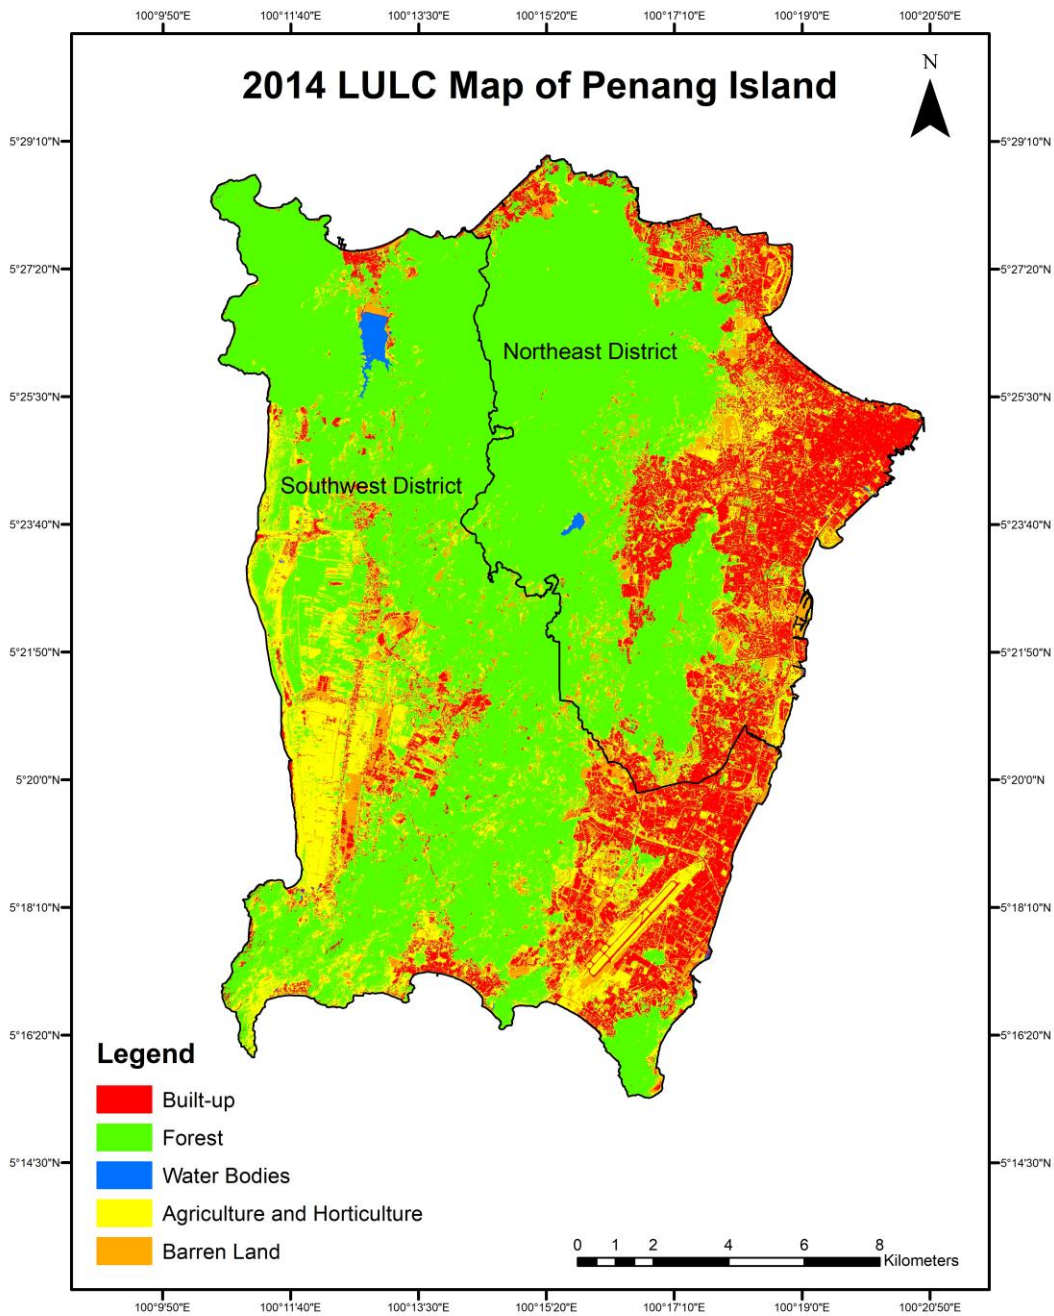 100°9'50"E 100°11'40"E 100°13'30"E 100°15'20"E 100°17'10"E 100°19'0"E 100°20'50"E
2014 LULC Map of Penang Island
N
5°29'10"N 5°29'10"N
5°27'20"N 5°27'20"N
Northeast District
5°25'30"N 5°25'30"N
Southwest District
5°23'40"N 5°23'40"N
5°21'50"N 5°21'50"N
5°20'0"N 5°20'0"N
5°18'10"N 5°18'10"N
5°16'20"N 5°16'20"N
Legend
Built-up
Forest
5°14'30"N 5°14'30"N
Water Bodies
Agriculture and Horticulture
Barren Land
0 1 2 4 6 8
Kilometers
100°9'50"E 100°11'40"E 100°13'30"E 100°15'20"E 100°17'10"E 100°19'0"E 100°20'50"E